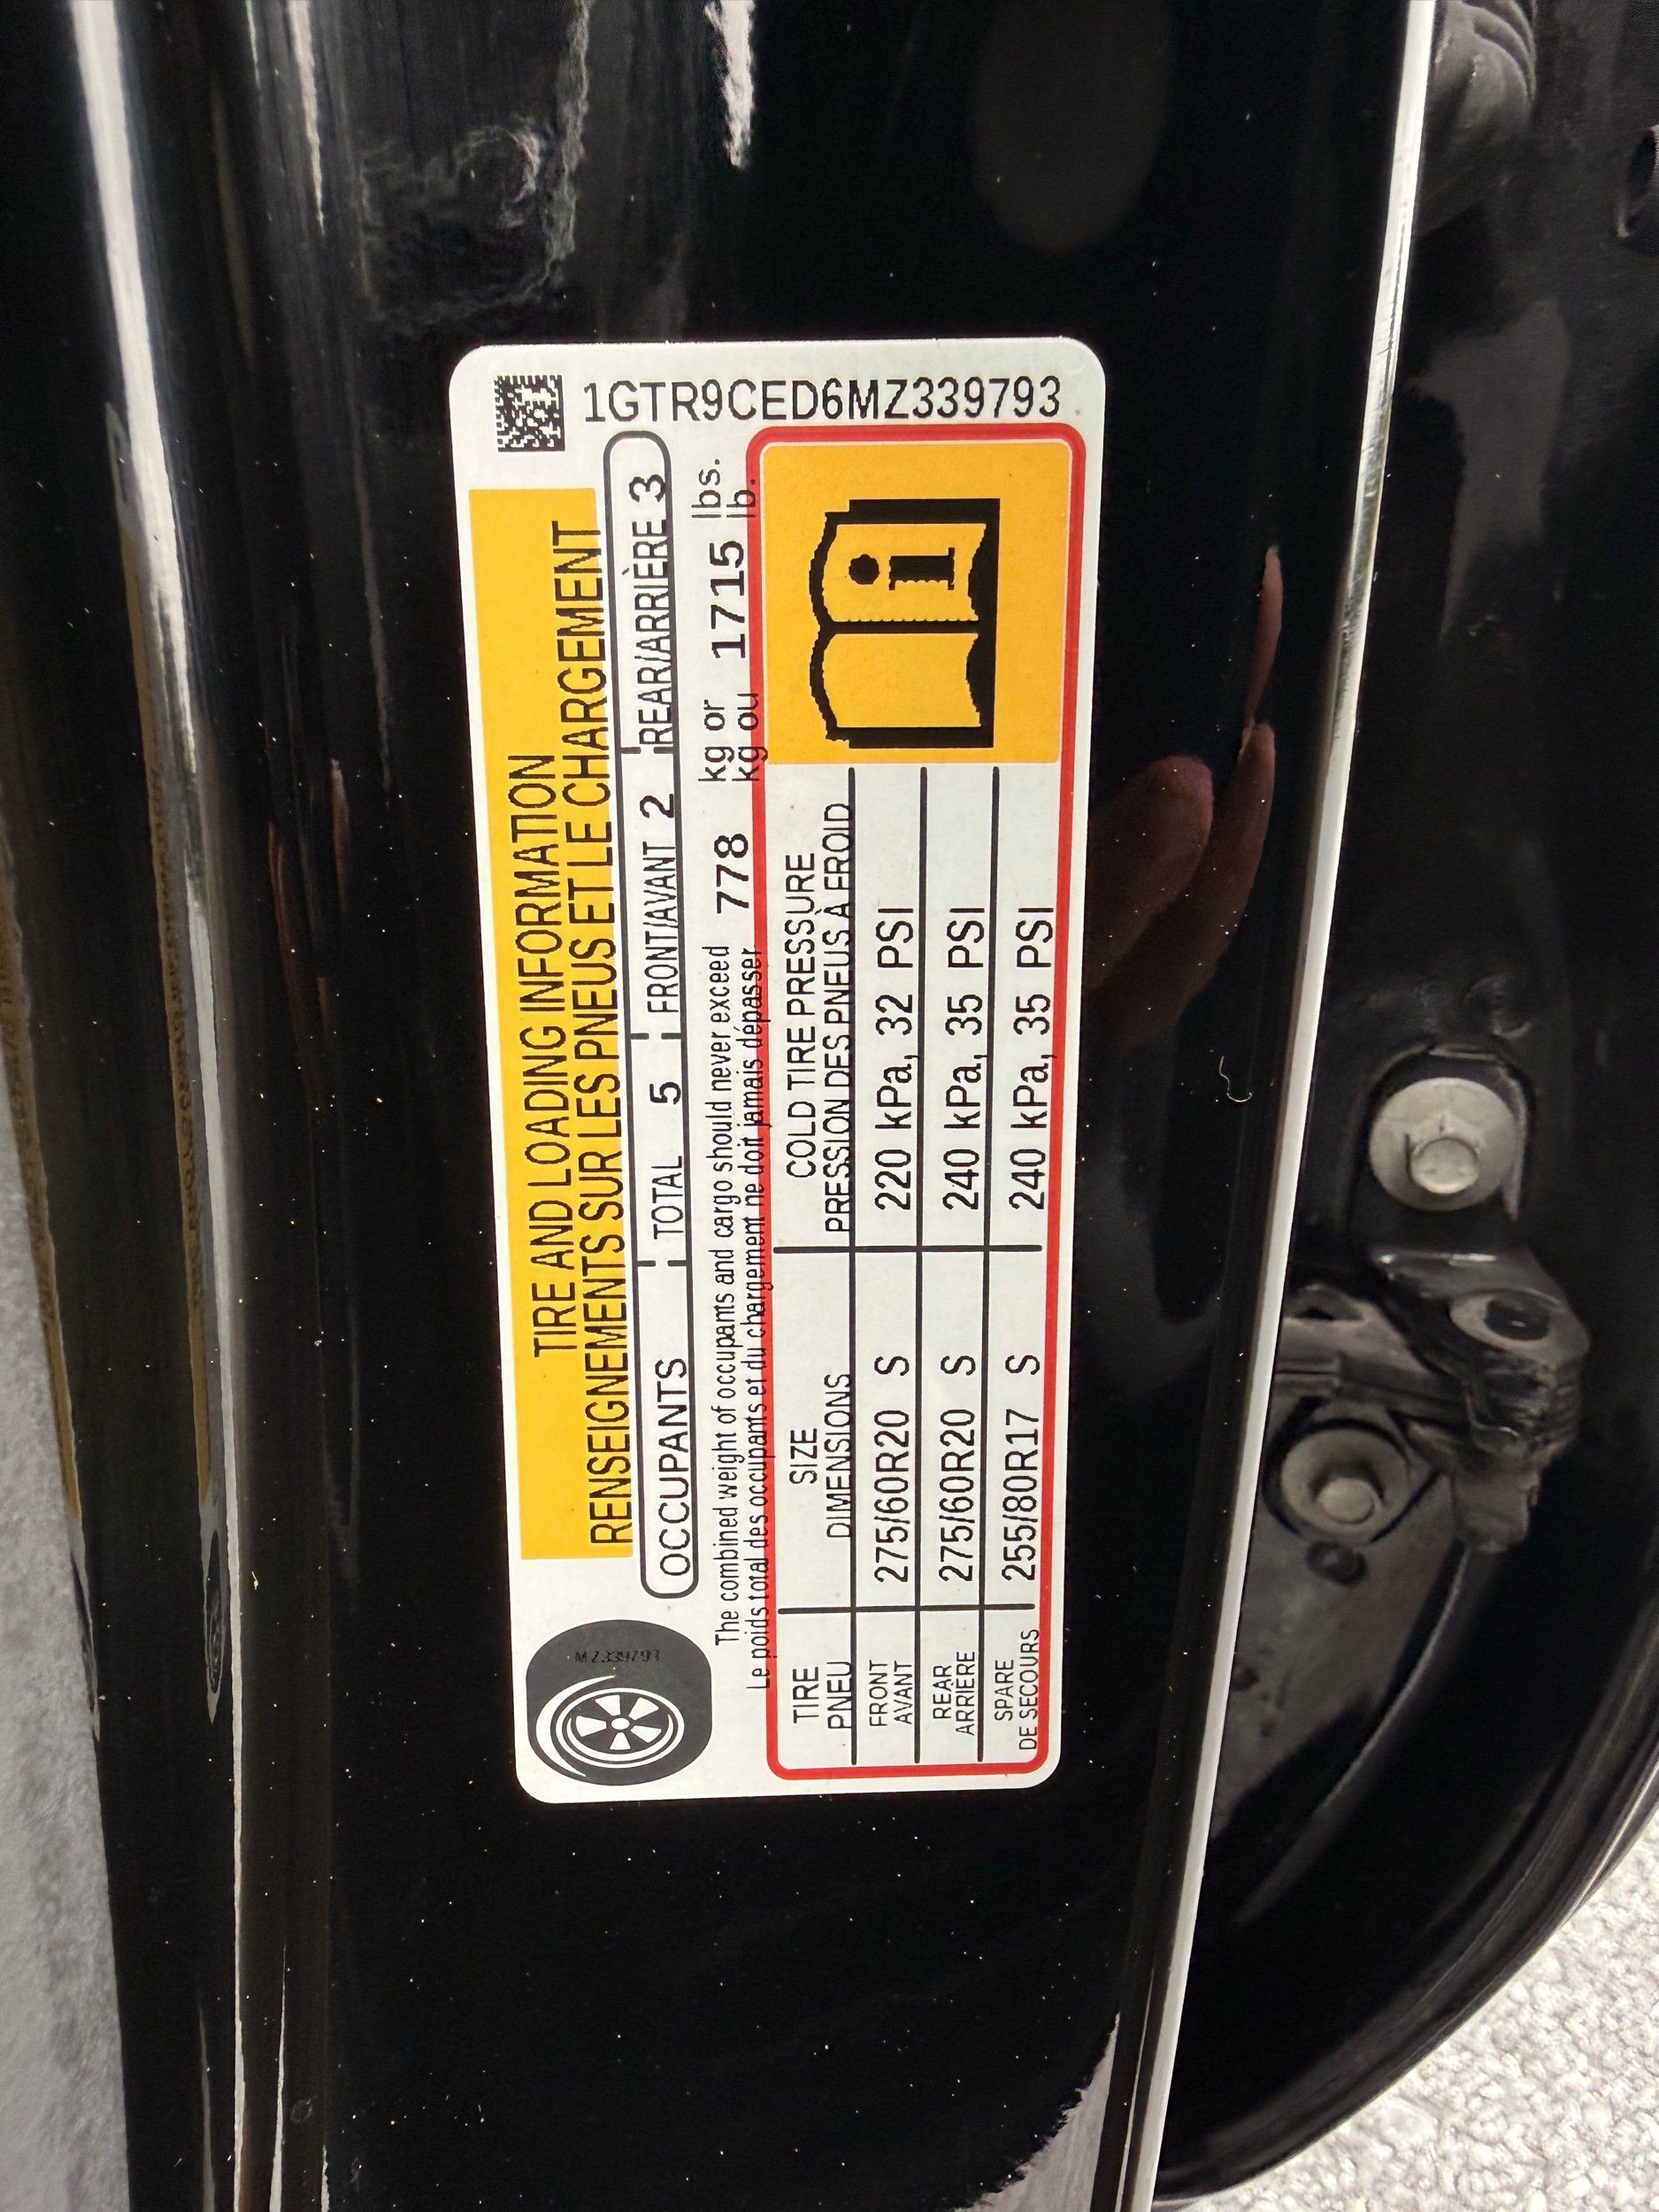 1GTR9CED6MZ339793
TIRE AND LOADING INFORMATION
RENSEIGNEMENTS SUR LES PNEUS ET LE CHARGEMENT
MZ339793
OCCUPANTS TOTAL 5 FRONT/AVANT 2 REAR/ARRIÈRE 3
The combined weight of occupants and cargo should never exceed 778 kg or 1715 lbs.
Le poids total des occupants et du chargement ne doit jamais dépasser kg ou lb.
TIRE SIZE COLD TIRE PRESSURE
PNEU DIMENSIONS PRESSION DES PNEUS À FROID
FRONT 275/60R20 S 220 kPa, 32 PSI
AVANT
REAR 275/60R20 S 240 kPa, 35 PSI
ARRIÈRE
SPARE 255/80R17 S 240 kPa, 35 PSI
DE SECOURS
i